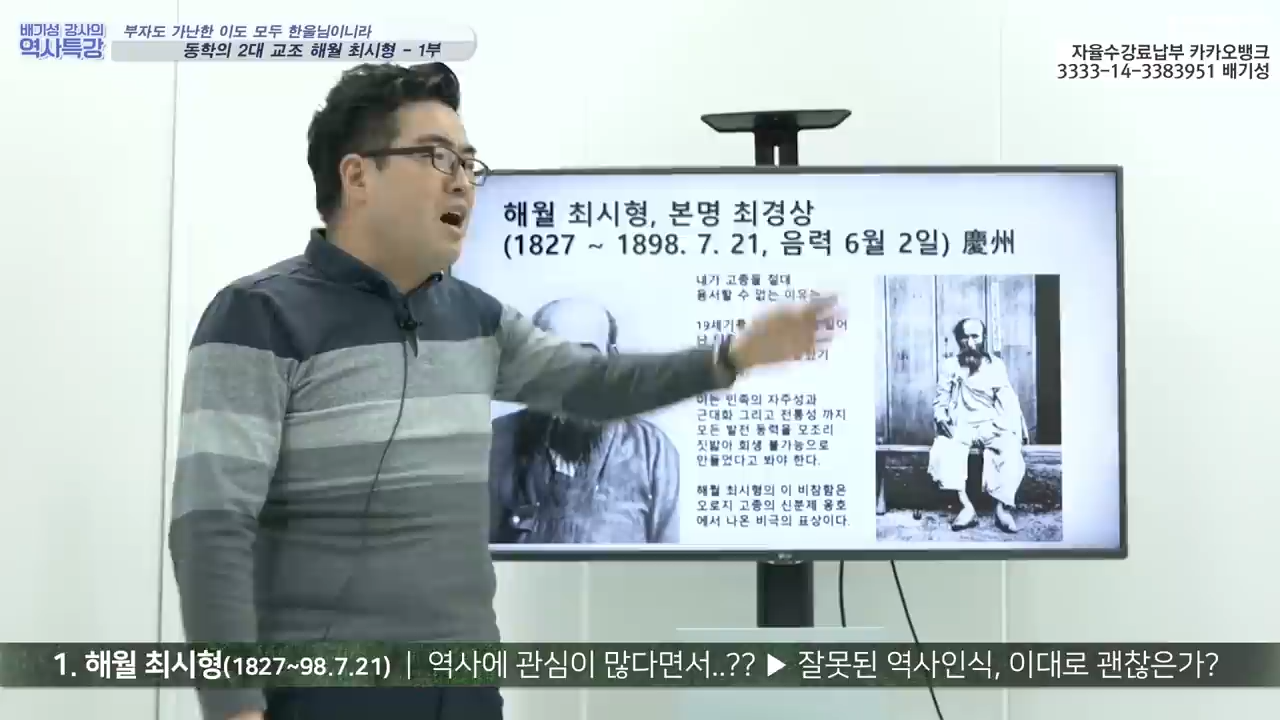 배기성 강사의
역사특강
부자도 가난한 이도 모두 한울님이니라
동학의 2대 교조 해월 최시형 - 1부
자율수강료납부 카카오뱅크
3333-14-3383951 배기성
해월 최시형, 본명 최경상
(1827 ~ 1898. 7. 21, 음력 6월 2일) 慶州
내가 고종을 절대
용서할 수 없는 이유는
19세기를
이는 민족의 자주성과
근대화 그리고 전통성 까지
모든 발전 동력을 모조리
짓밟아 회생 불가능으로
만들었다고 봐야 한다.
해월 최시형의 이 비참함은
오로지 고종의 신분제 옹호
에서 나온 비극의 표상이다.
1. 해월 최시형(1827~98.7.21) | 역사에 관심이 많다면서..?? ▶ 잘못된 역사인식, 이대로 괜찮은가?